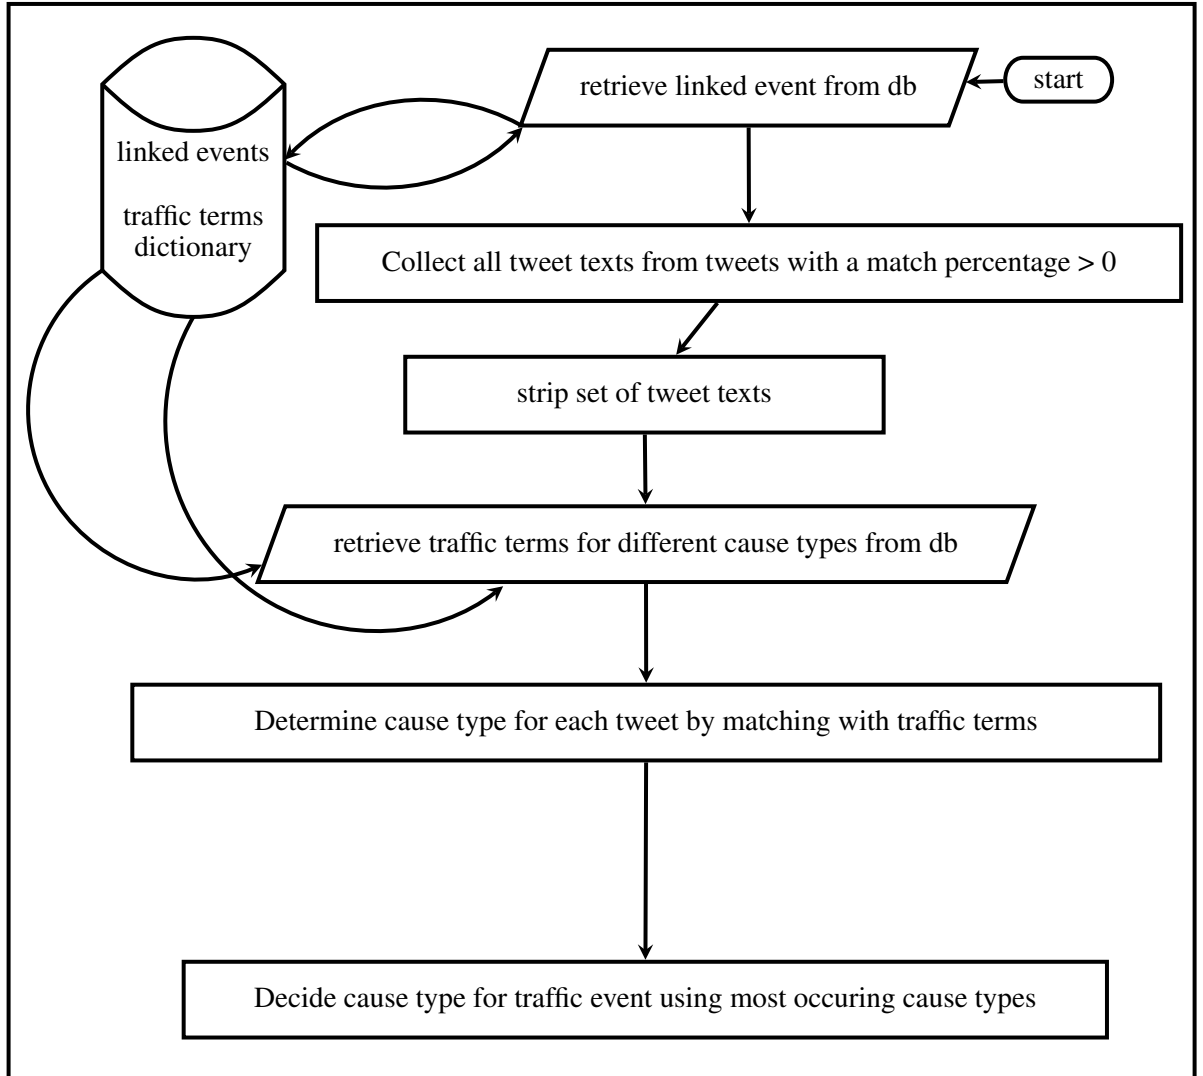 start
retrieve linked event from db
linked events
traffic terms
dictionary
Collect all tweet texts from tweets with a match percentage > 0
strip set of tweet texts
retrieve traffic terms for different cause types from db
Determine cause type for each tweet by matching with traffic terms
Decide cause type for traffic event using most occuring cause types